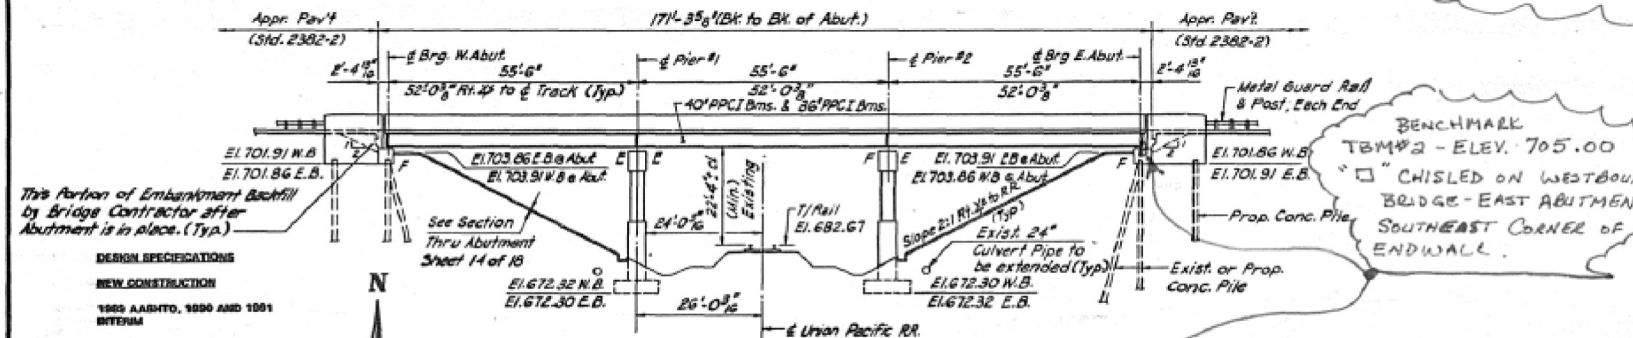 Appr. Pav't
(Std. 2382-2)
171'-3 5/8" (Bk. to Bk. of Abut.)
Appr. Pav't.
(Std. 2382-2)
℄ Brg. W. Abut.
℄ Pier #1
℄ Pier #2
℄ Brg. E. Abut.
2'-4 13/16"
55'-6"
55'-6"
55'-6"
2'-4 13/16"
52'-0 3/8" Rt. ∡s to ℄ Track (Typ.)
52'-0 3/8"
52'-0 3/8"
40" PPCI Bms. & 36" PPCI Bms.
Metal Guard Rail
& Post, Each End
BENCHMARK
TBM#2 - ELEV. 705.00
"□" CHISLED ON WESTBOU
BRIDGE - EAST ABUTMEN
SOUTHEAST CORNER OF
ENDWALL.
El. 701.91 W.B.
El. 701.86 E.B.
F
El. 703.86 E.B. @ Abut.
El. 703.91 W.B. @ Abut.
E
E
F
E
El. 703.91 E.B. @ Abut.
El. 703.86 W.B. @ Abut.
F
El. 701.86 W.B.
El. 701.91 E.B.
This Portion of Embankment Backfill
by Bridge Contractor after
Abutment is in place. (Typ.)
See Section
Thru Abutment
Sheet 14 of 18
22'-4" cl.
(Min.)
Existing
24'-0 3/16"
T/Rail
El. 682.67
Slope 2:1 Rt. ∡s to RR
(Typ)
Exist. 24"
Culvert Pipe to
be extended (Typ.)
Prop. Conc. Pile
Exist. or Prop.
Conc. Pile
El. 672.32 W.B.
El. 672.30 E.B.
El. 672.30 W.B.
El. 672.32 E.B.
26'-0 3/16"
℄ Union Pacific RR.
DESIGN SPECIFICATIONS
NEW CONSTRUCTION
1989 AASHTO, 1990 AND 1991
INTERIM
N